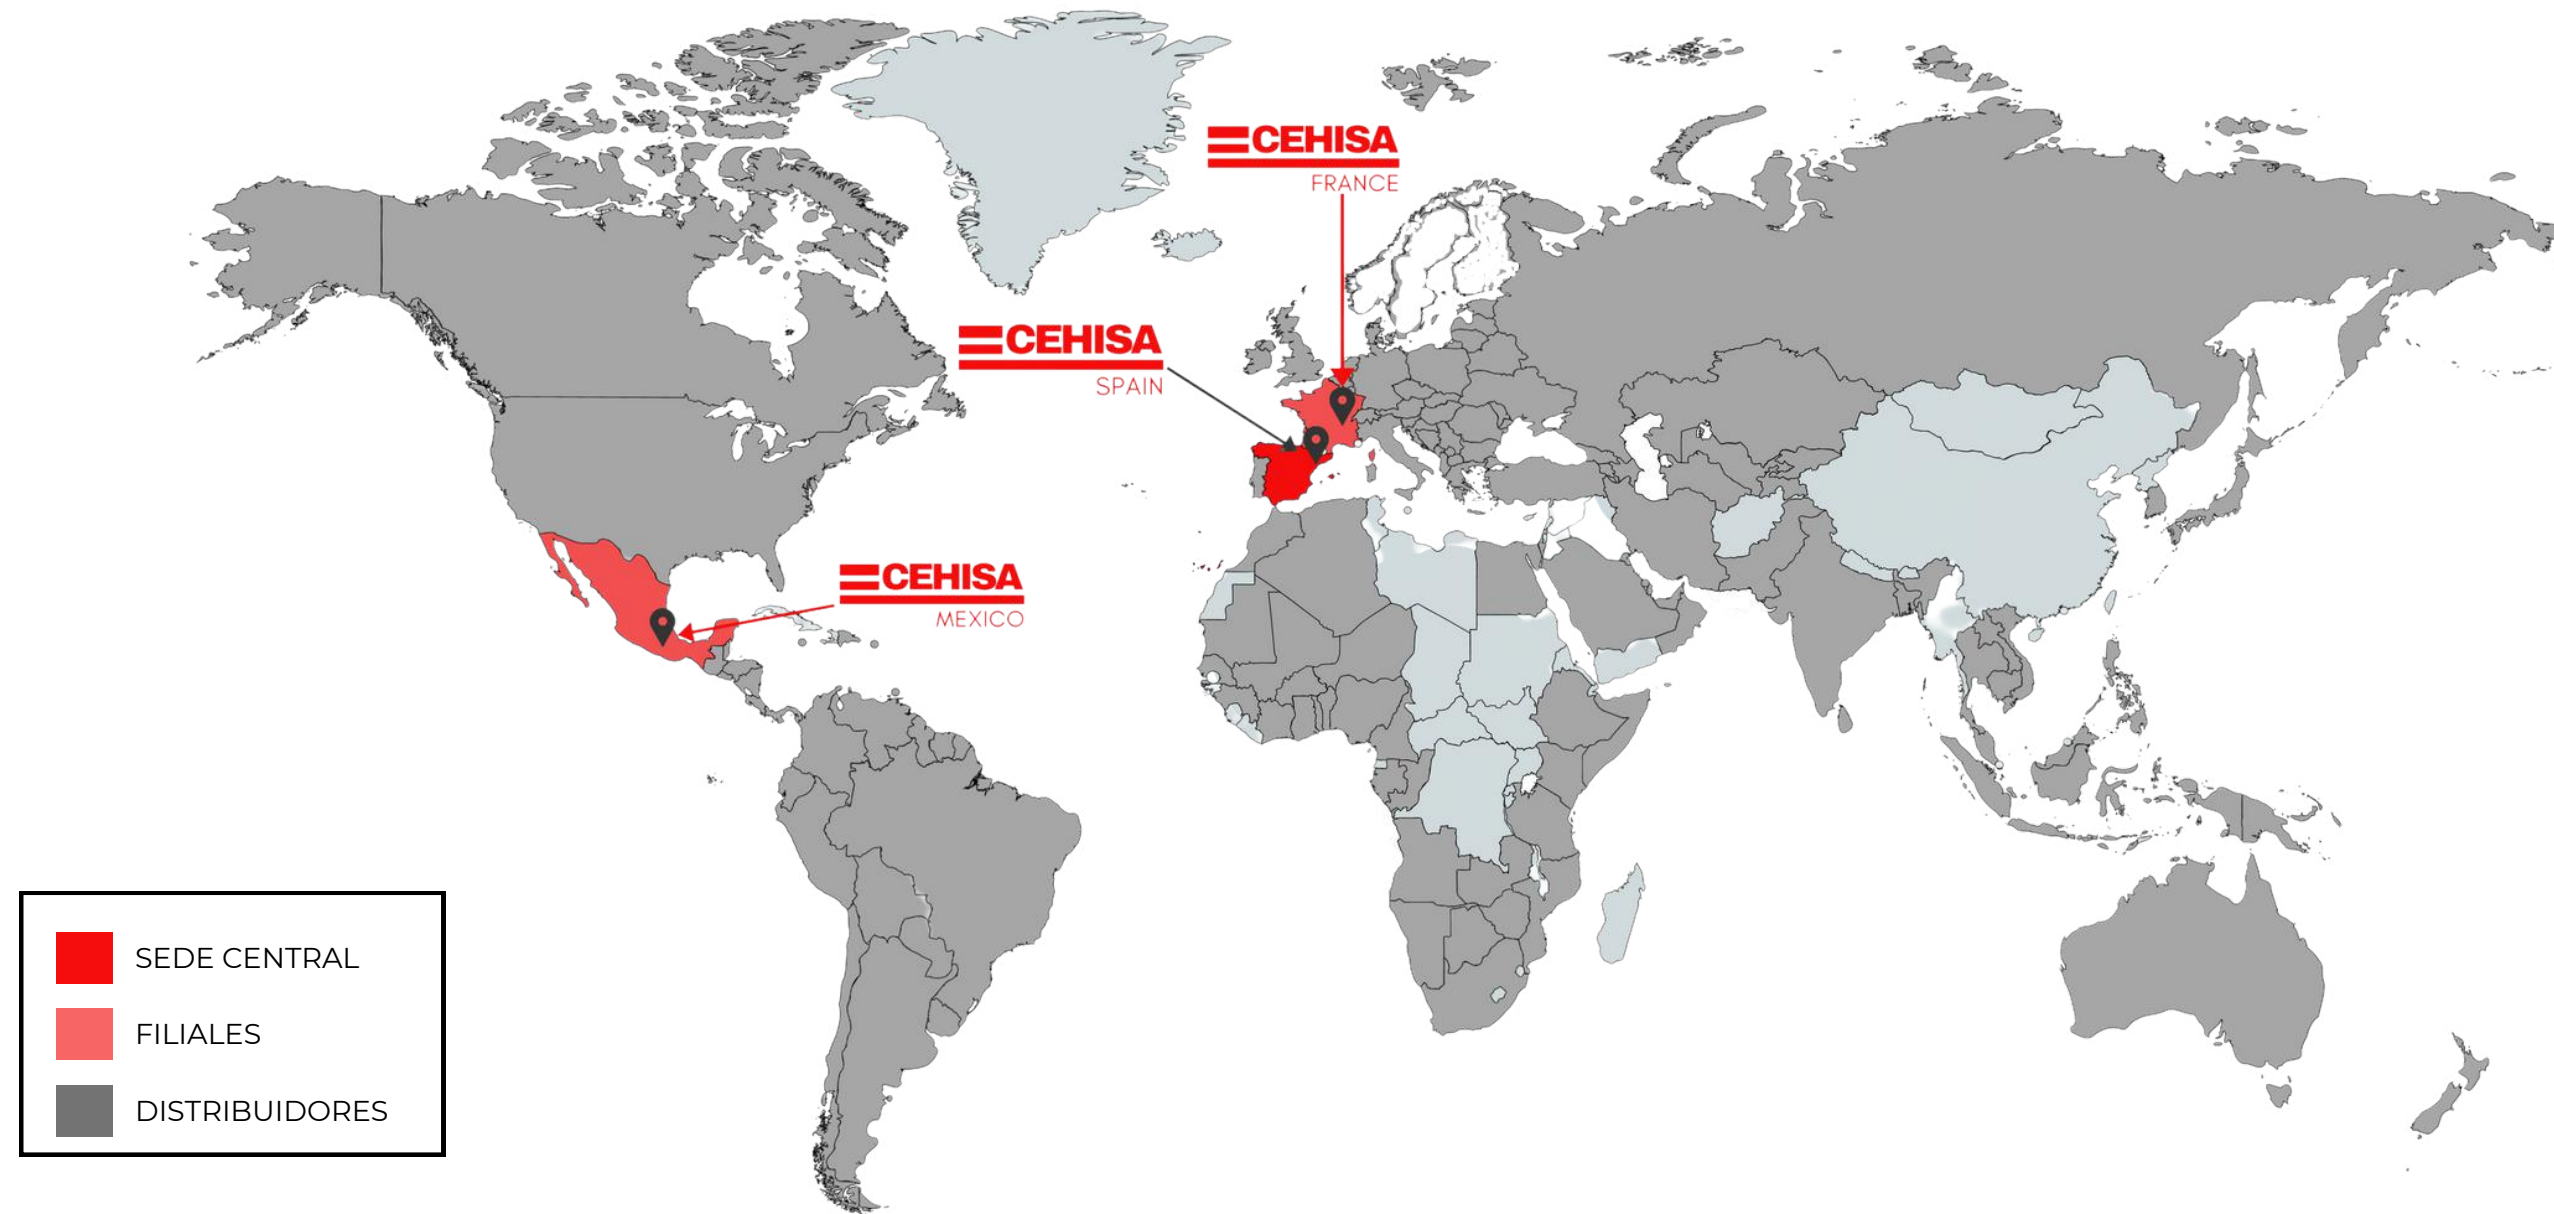 CEHISA
FRANCE
CEHISA
SPAIN
CEHISA
MEXICO
SEDE CENTRAL
FILIALES
DISTRIBUIDORES